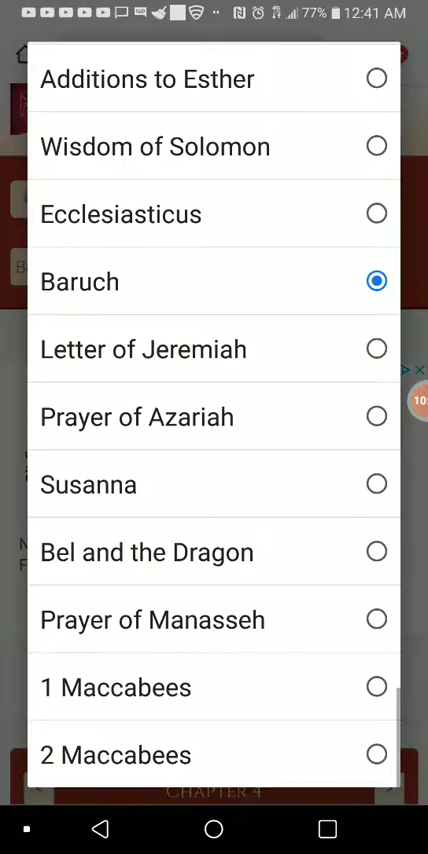 77% 12:41 AM
Additions to Esther
Wisdom of Solomon
Ecclesiasticus
Baruch
Letter of Jeremiah
Prayer of Azariah
Susanna
Bel and the Dragon
Prayer of Manasseh
1 Maccabees
2 Maccabees
CHAPTER 4
B
10:
N
F